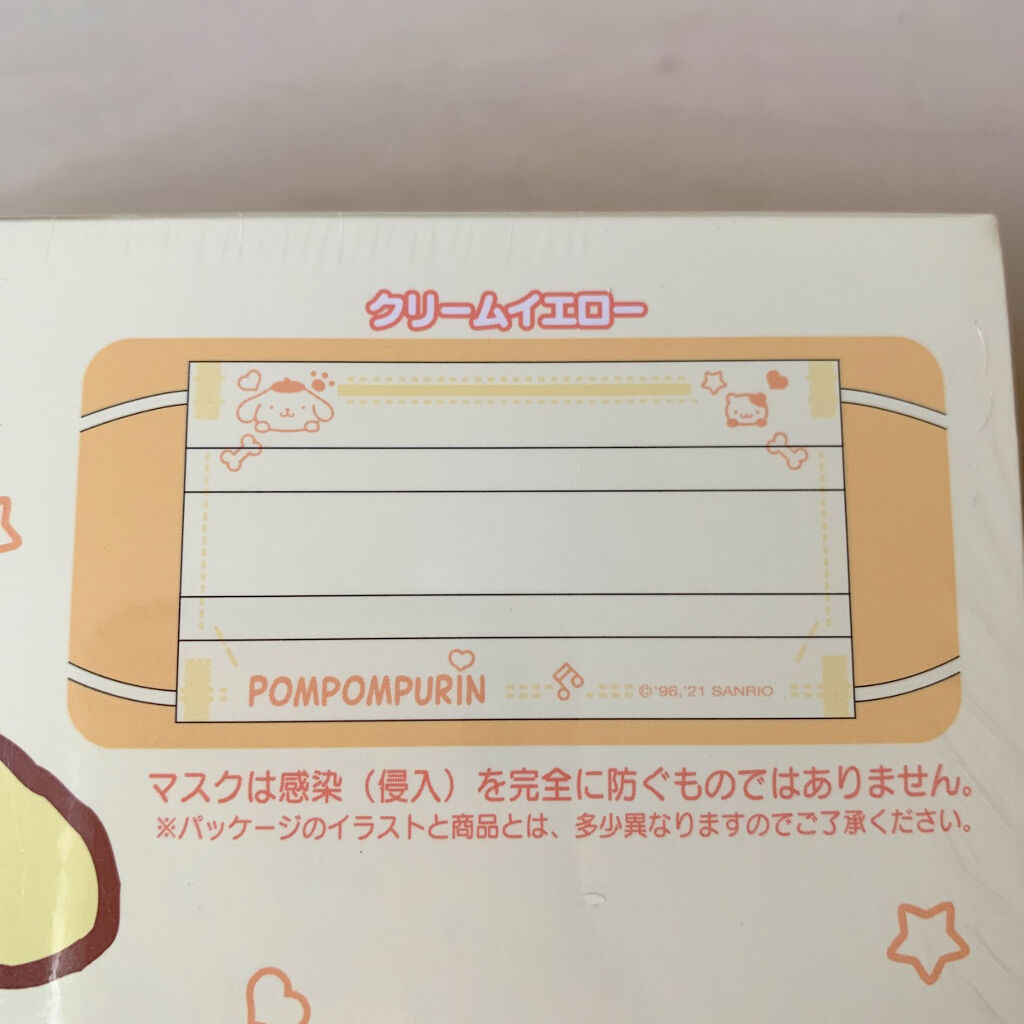 クリームイエロー
POMPOMPURIN
©'96,'21 SANRIO
マスクは感染（侵入）を完全に防ぐものではありません。
※パッケージのイラストと商品とは、多少異なりますのでご了承ください。